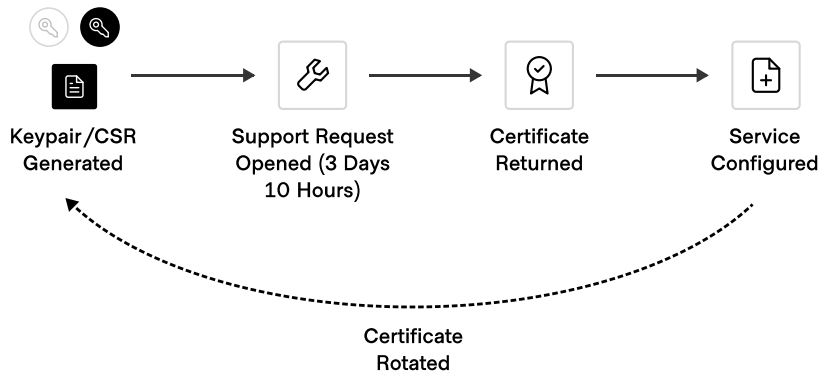 Keypair/CSR
Generated
Support Request
Opened (3 Days
10 Hours)
Certificate
Returned
Service
Configured
Certificate
Rotated